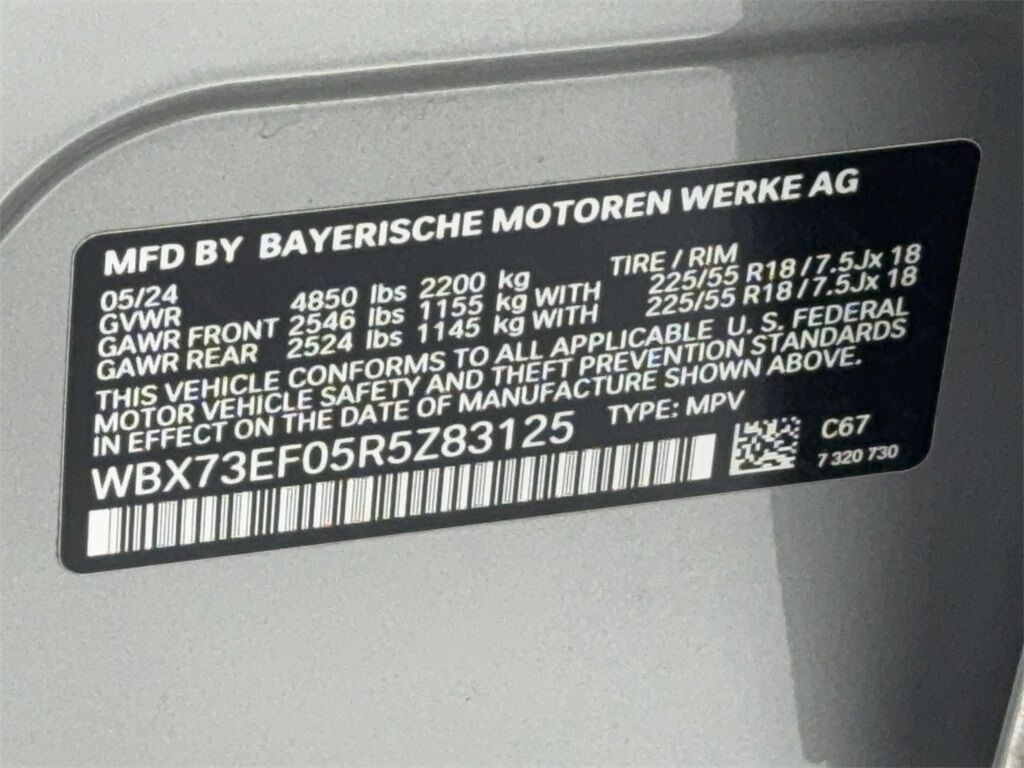 MFD BY BAYERISCHE MOTOREN WERKE AG
05/24 TIRE / RIM
GVWR 4850 lbs 2200 kg
GAWR FRONT 2546 lbs 1155 kg WITH 225/55 R18 / 7.5Jx 18
GAWR REAR 2524 lbs 1145 kg WITH 225/55 R18 / 7.5Jx 18
THIS VEHICLE CONFORMS TO ALL APPLICABLE U. S. FEDERAL
MOTOR VEHICLE SAFETY AND THEFT PREVENTION STANDARDS
IN EFFECT ON THE DATE OF MANUFACTURE SHOWN ABOVE.
WBX73EF05R5Z83125 TYPE: MPV
C67
7 320 730